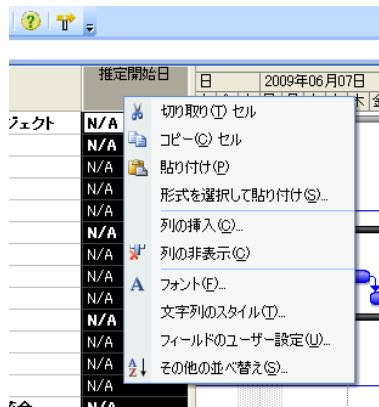 推定開始日
日
2009年06月07日
木 金
ジェクト
N/A
N/A
N/A
N/A
N/A
N/A
N/A
N/A
N/A
N/A
N/A
N/A
N/A
N/A
切り取り(T) セル
コピー(C) セル
貼り付け(P)
形式を選択して貼り付け(S)...
列の挿入(C)...
列の非表示(C)
フォント(F)...
文字列のスタイル(T)...
フィールドのユーザー設定(U)...
その他の並べ替え(S)...